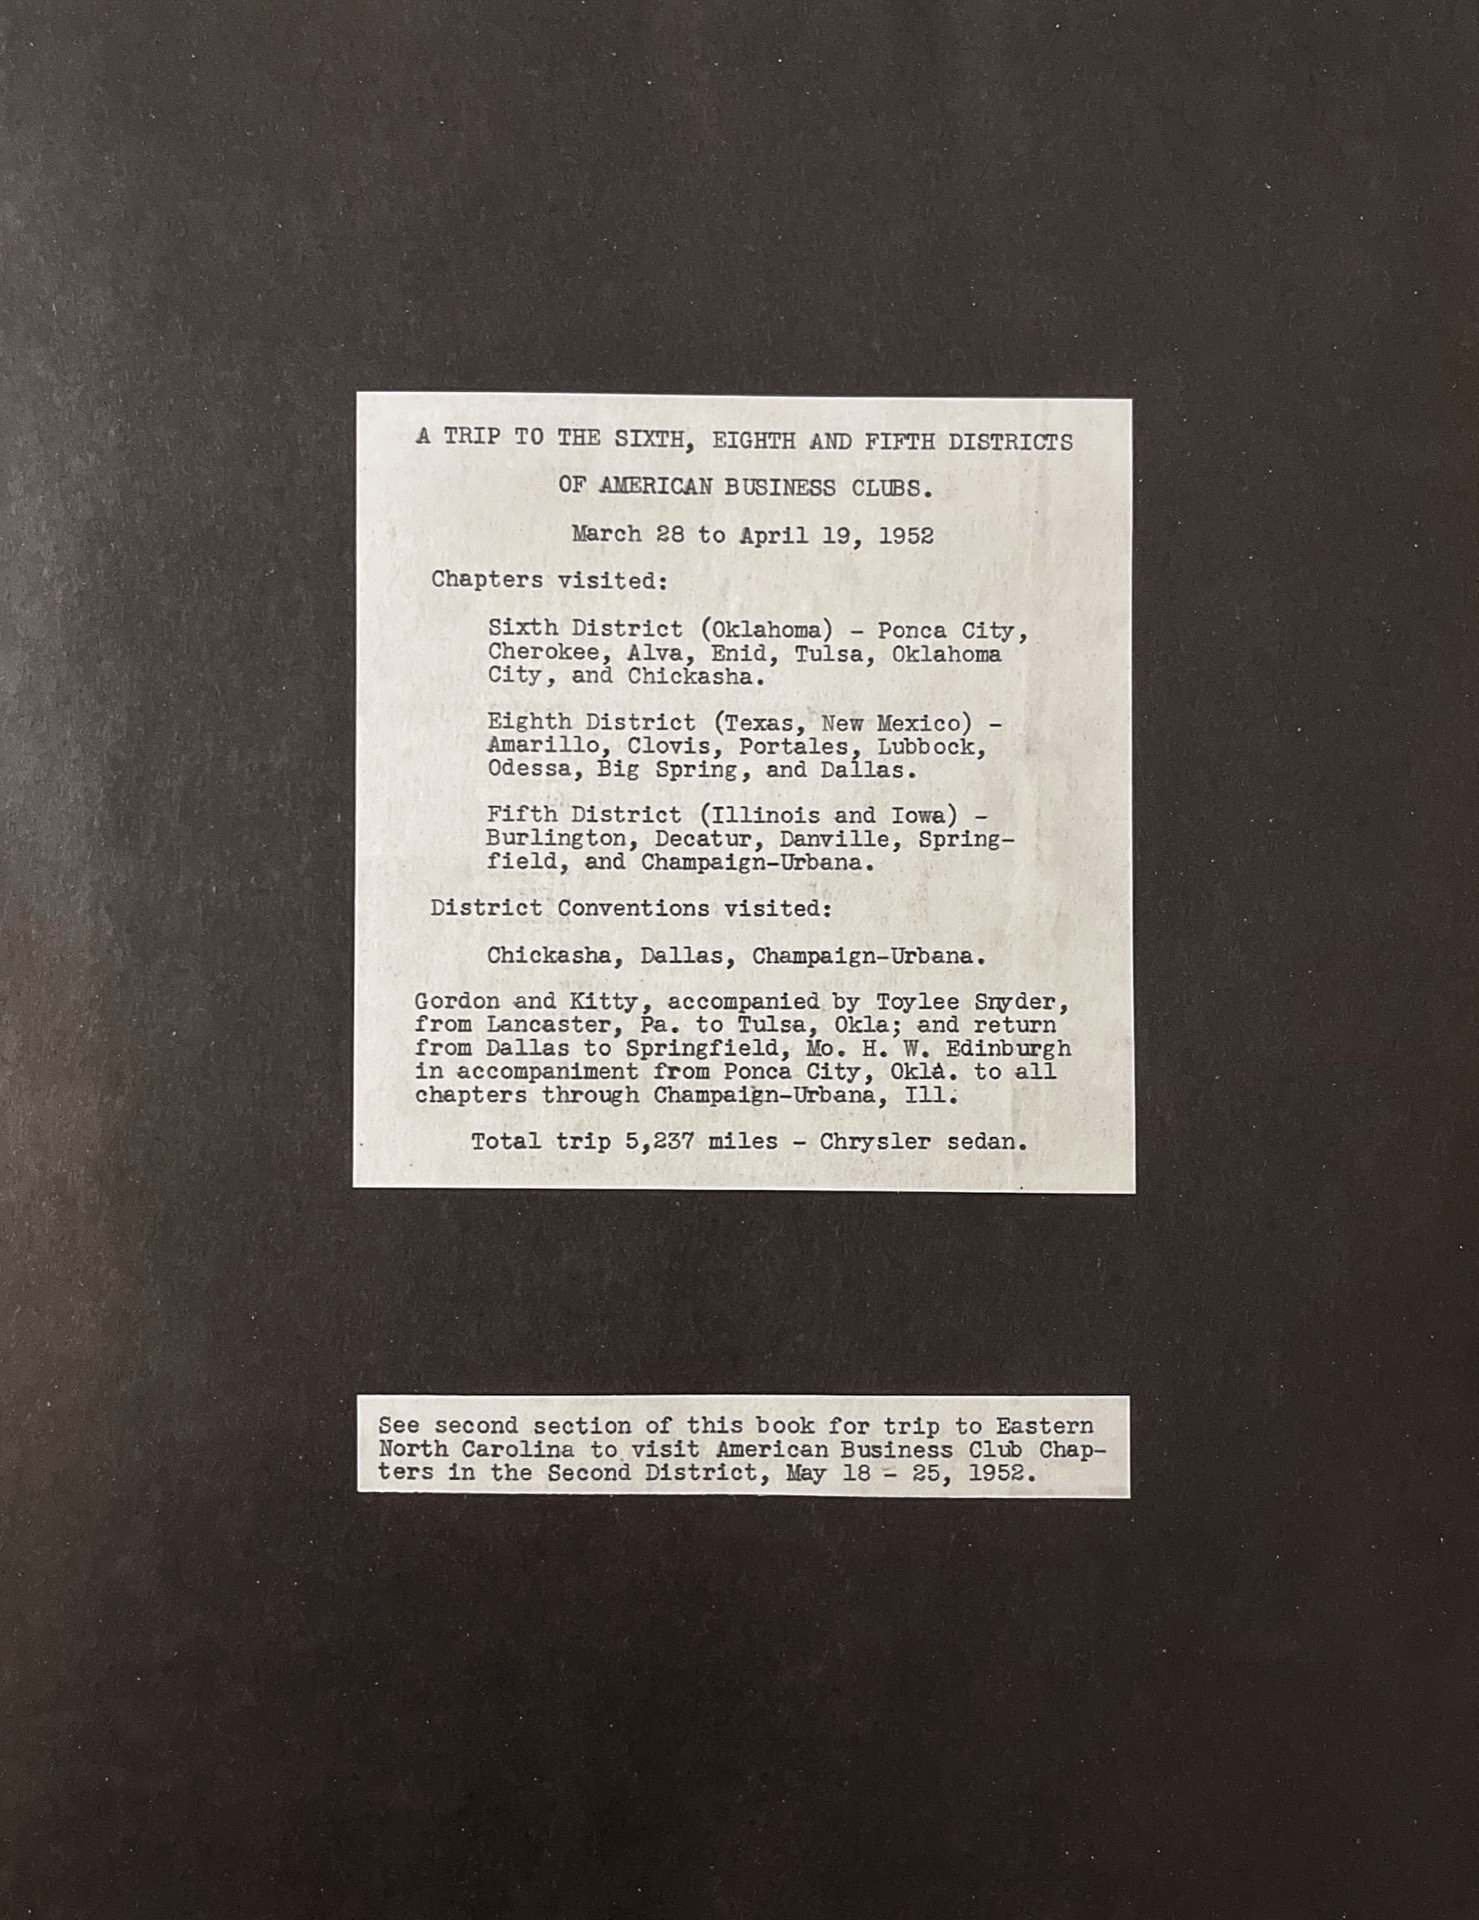 A TRIP TO THE SIXTH, EIGHTH AND FIFTH DISTRICTS
OF AMERICAN BUSINESS CLUBS.
March 28 to April 19, 1952
Chapters visited:
Sixth District (Oklahoma) - Ponca City,
Cherokee, Alva, Enid, Tulsa, Oklahoma
City, and Chickasha.
Eighth District (Texas, New Mexico) -
Amarillo, Clovis, Portales, Lubbock,
Odessa, Big Spring, and Dallas.
Fifth District (Illinois and Iowa) -
Burlington, Decatur, Danville, Spring-
field, and Champaign-Urbana.
District Conventions visited:
Chickasha, Dallas, Champaign-Urbana.
Gordon and Kitty, accompanied by Toylee Snyder,
from Lancaster, Pa. to Tulsa, Okla; and return
from Dallas to Springfield, Mo. H. W. Edinburgh
in accompaniment from Ponca City, Okla. to all
chapters through Champaign-Urbana, Ill.
Total trip 5,237 miles - Chrysler sedan.
See second section of this book for trip to Eastern
North Carolina to visit American Business Club Chap-
ters in the Second District, May 18 - 25, 1952.